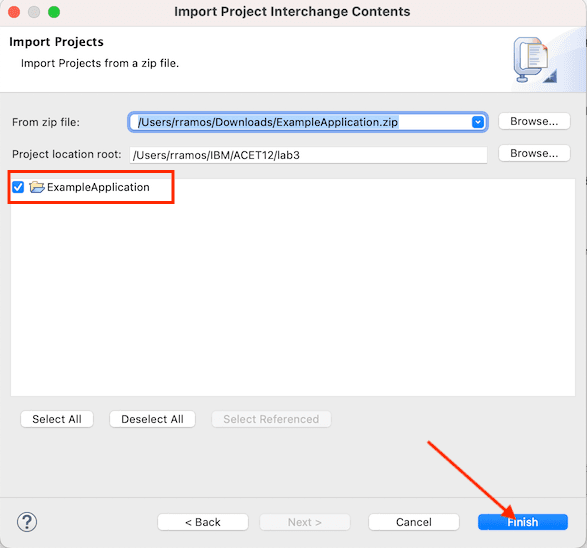 Import Project Interchange Contents
Import Projects
Import Projects from a zip file.
From zip file: /Users/rramos/Downloads/ExampleApplication.zip Browse...
Project location root: /Users/rramos/IBM/ACET12/lab3 Browse...
ExampleApplication
Select All Deselect All Select Referenced
? < Back Next > Cancel Finish